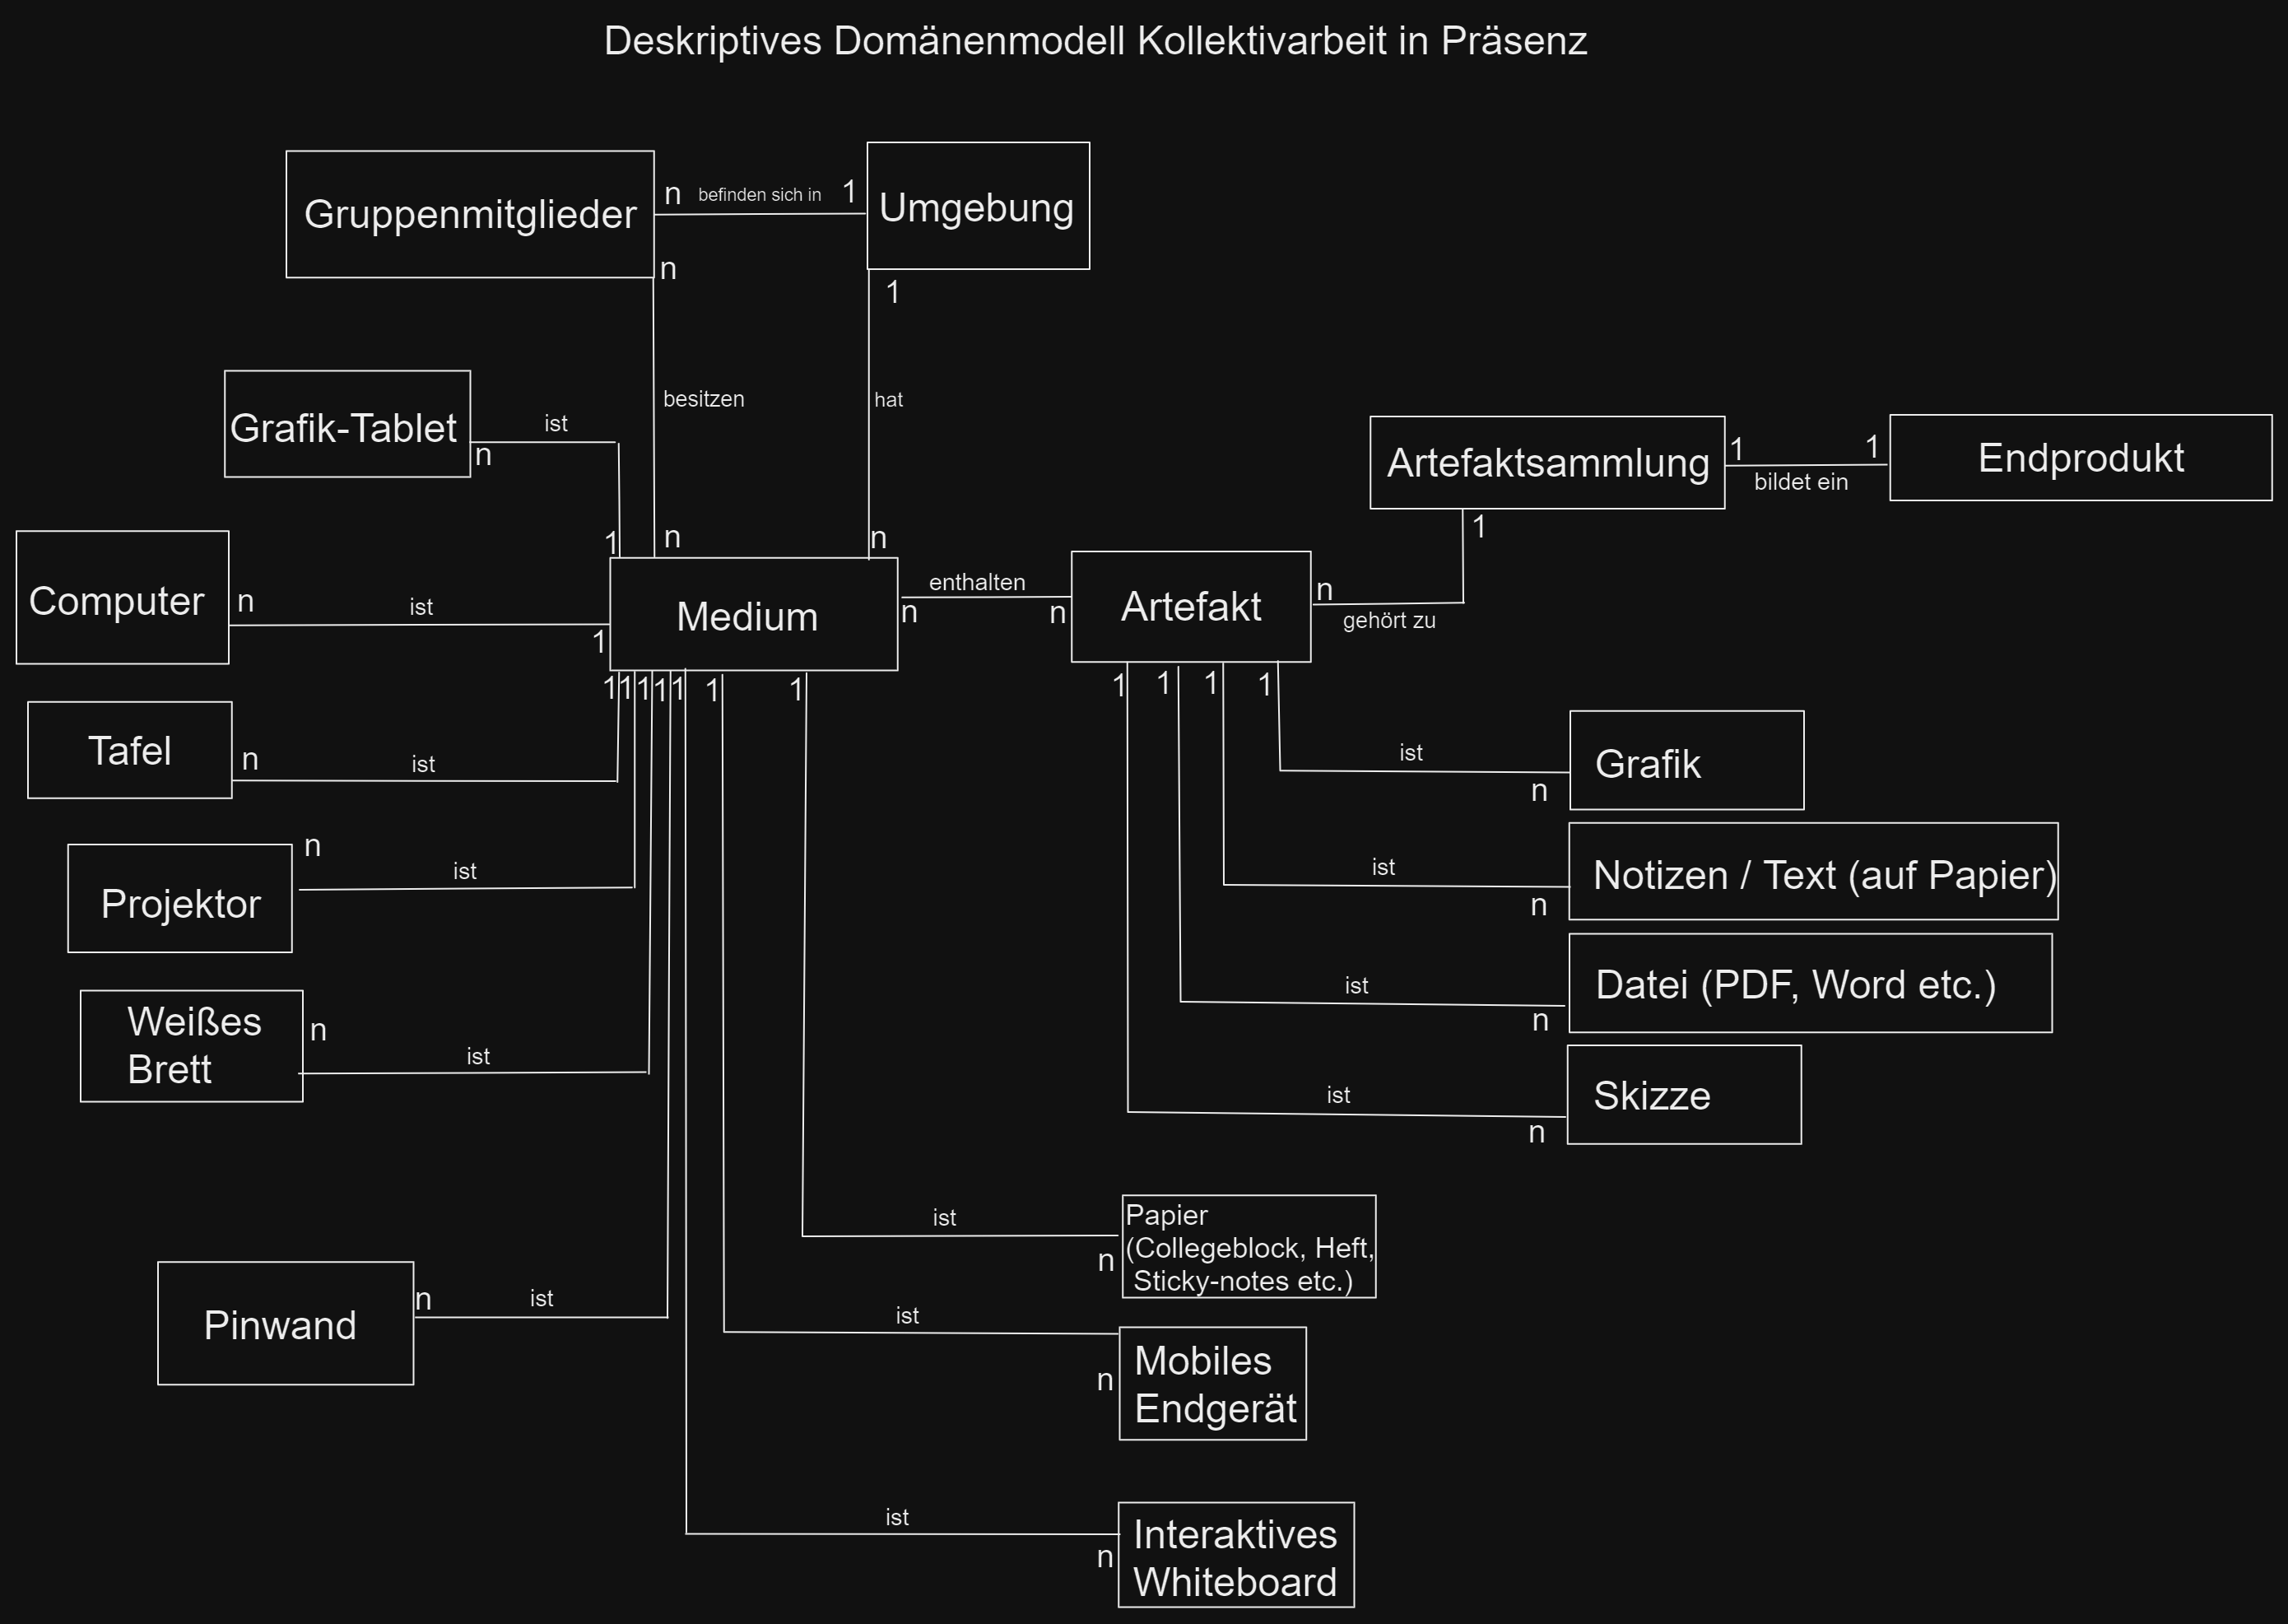 Deskriptives Domänenmodell Kollektivarbeit in Präsenz
Gruppenmitglieder
n
befinden sich in
1
Umgebung
n
1
besitzen
hat
Grafik-Tablet
ist
n
1
n
n
Artefaktsammlung
1
1
bildet ein
Endprodukt
1
Computer
n
ist
1
Medium
enthalten
n
n
Artefakt
n
gehört zu
1
1
1
1
1
1
1
1
1
1
1
Tafel
n
ist
ist
Grafik
n
Projektor
n
ist
ist
Notizen / Text (auf Papier)
n
Weißes
Brett
n
ist
ist
Datei (PDF, Word etc.)
n
ist
Skizze
n
ist
Papier
(Collegeblock, Heft,
Sticky-notes etc.)
n
Pinwand
n
ist
ist
Mobiles
Endgerät
n
ist
Interaktives
Whiteboard
n